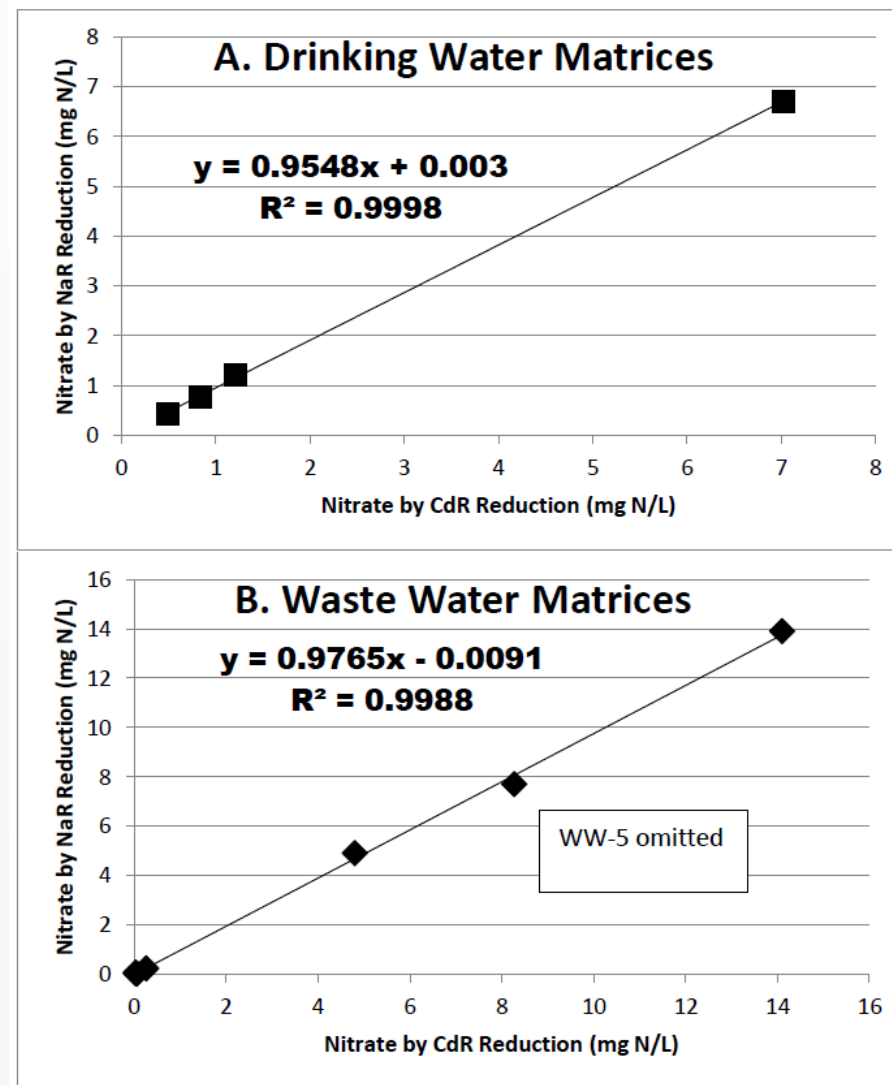 A. Drinking Water Matrices
y = 0.9548x + 0.003
R² = 0.9998
Nitrate by NaR Reduction (mg N/L)
8
7
6
5
4
3
2
1
0
0 1 2 3 4 5 6 7 8
Nitrate by CdR Reduction (mg N/L)
B. Waste Water Matrices
y = 0.9765x - 0.0091
R² = 0.9988
WW-5 omitted
Nitrate by NaR Reduction (mg N/L)
16
14
12
10
8
6
4
2
0
0 2 4 6 8 10 12 14 16
Nitrate by CdR Reduction (mg N/L)